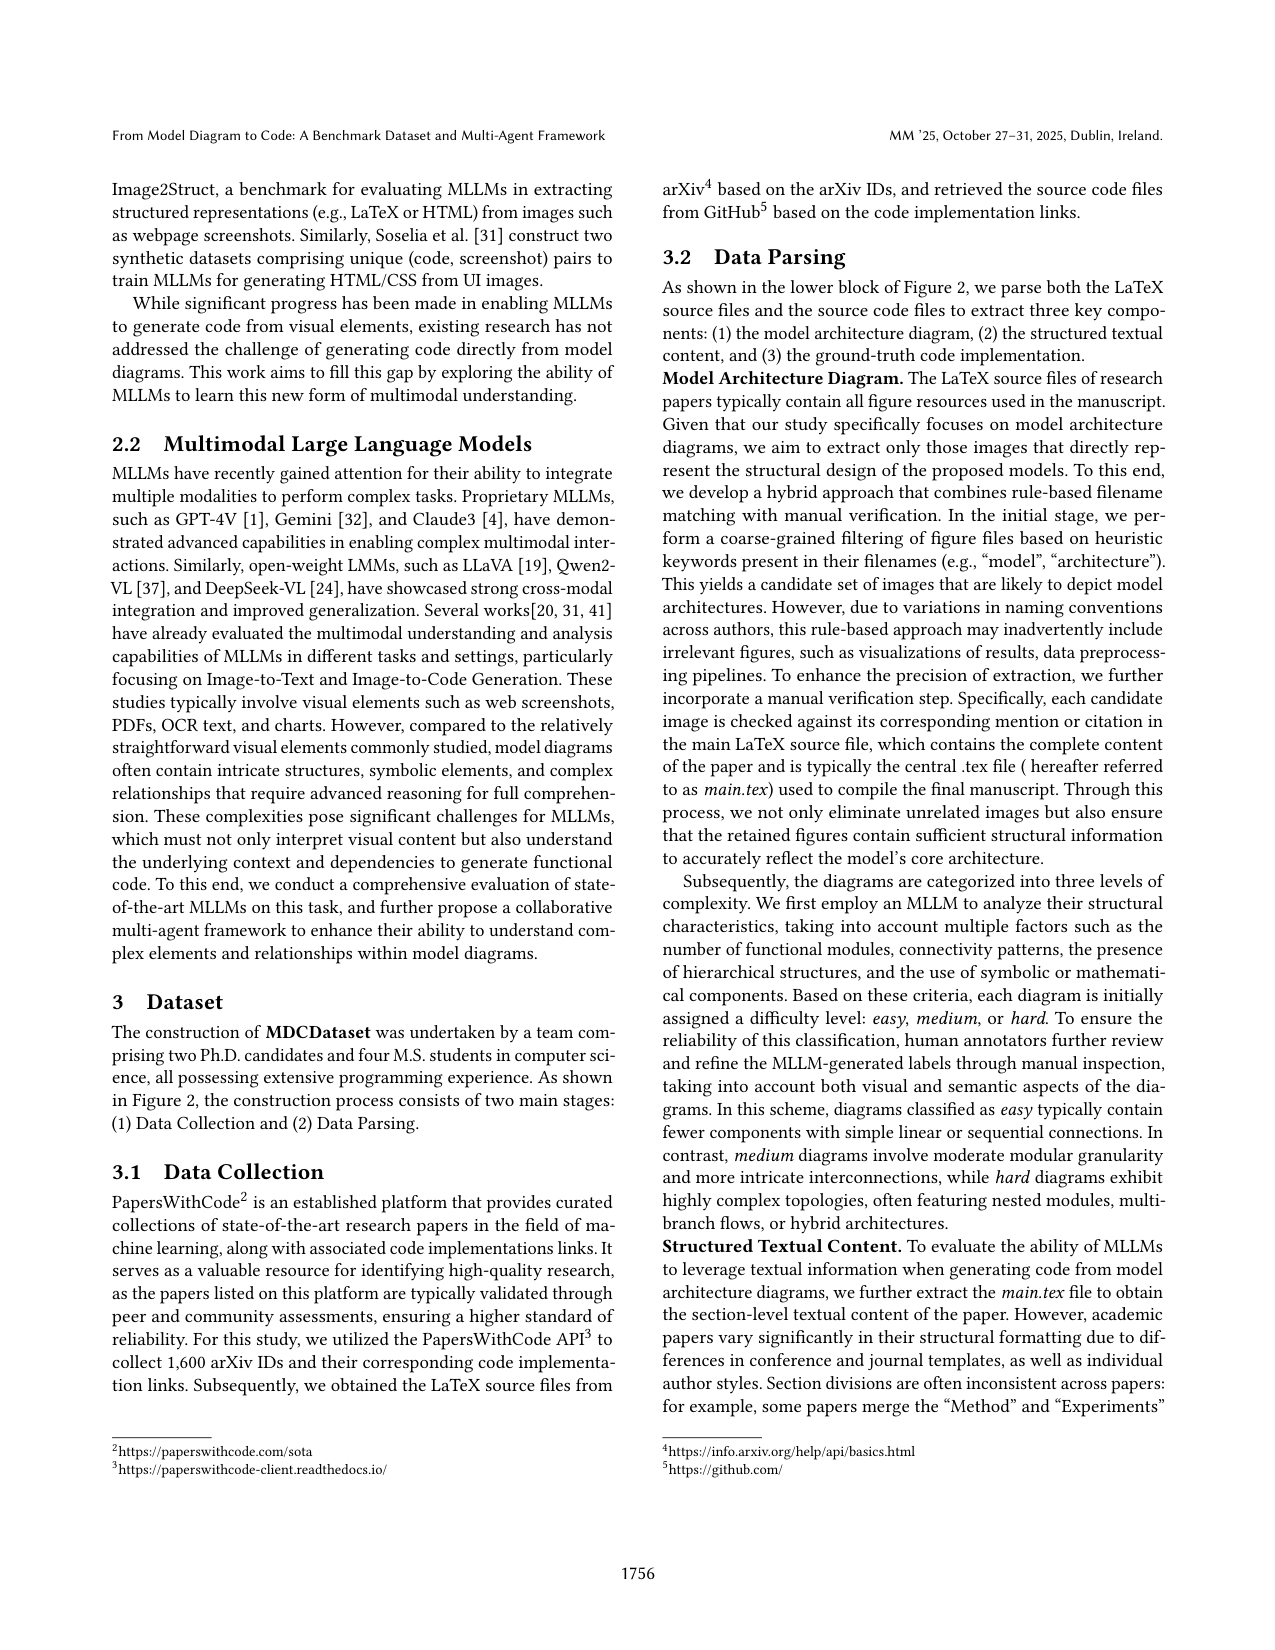 From Model Diagram to Code: A Benchmark Dataset and Multi-Agent Framework
MM ’25, October 27–31, 2025, Dublin, Ireland.
Image2Struct, a benchmark for evaluating MLLMs in extracting
structured representations (e.g., LaTeX or HTML) from images such
as webpage screenshots. Similarly, Soselia et al. [31] construct two
synthetic datasets comprising unique (code, screenshot) pairs to
train MLLMs for generating HTML/CSS from UI images.
While significant progress has been made in enabling MLLMs
to generate code from visual elements, existing research has not
addressed the challenge of generating code directly from model
diagrams. This work aims to fill this gap by exploring the ability of
MLLMs to learn this new form of multimodal understanding.
2.2 Multimodal Large Language Models
MLLMs have recently gained attention for their ability to integrate
multiple modalities to perform complex tasks. Proprietary MLLMs,
such as GPT-4V [1], Gemini [32], and Claude3 [4], have demon-
strated advanced capabilities in enabling complex multimodal inter-
actions. Similarly, open-weight LMMs, such as LLaVA [19], Qwen2-
VL [37], and DeepSeek-VL [24], have showcased strong cross-modal
integration and improved generalization. Several works[20, 31, 41]
have already evaluated the multimodal understanding and analysis
capabilities of MLLMs in different tasks and settings, particularly
focusing on Image-to-Text and Image-to-Code Generation. These
studies typically involve visual elements such as web screenshots,
PDFs, OCR text, and charts. However, compared to the relatively
straightforward visual elements commonly studied, model diagrams
often contain intricate structures, symbolic elements, and complex
relationships that require advanced reasoning for full comprehen-
sion. These complexities pose significant challenges for MLLMs,
which must not only interpret visual content but also understand
the underlying context and dependencies to generate functional
code. To this end, we conduct a comprehensive evaluation of state-
of-the-art MLLMs on this task, and further propose a collaborative
multi-agent framework to enhance their ability to understand com-
plex elements and relationships within model diagrams.
3 Dataset
The construction of MDCDataset was undertaken by a team com-
prising two Ph.D. candidates and four M.S. students in computer sci-
ence, all possessing extensive programming experience. As shown
in Figure 2, the construction process consists of two main stages:
(1) Data Collection and (2) Data Parsing.
3.1 Data Collection
PapersWithCode2 is an established platform that provides curated
collections of state-of-the-art research papers in the field of ma-
chine learning, along with associated code implementations links. It
serves as a valuable resource for identifying high-quality research,
as the papers listed on this platform are typically validated through
peer and community assessments, ensuring a higher standard of
reliability. For this study, we utilized the PapersWithCode API3 to
collect 1,600 arXiv IDs and their corresponding code implementa-
tion links. Subsequently, we obtained the LaTeX source files from
2https://paperswithcode.com/sota
3https://paperswithcode-client.readthedocs.io/
arXiv4 based on the arXiv IDs, and retrieved the source code files
from GitHub5 based on the code implementation links.
3.2 Data Parsing
As shown in the lower block of Figure 2, we parse both the LaTeX
source files and the source code files to extract three key compo-
nents: (1) the model architecture diagram, (2) the structured textual
content, and (3) the ground-truth code implementation.
Model Architecture Diagram. The LaTeX source files of research
papers typically contain all figure resources used in the manuscript.
Given that our study specifically focuses on model architecture
diagrams, we aim to extract only those images that directly rep-
resent the structural design of the proposed models. To this end,
we develop a hybrid approach that combines rule-based filename
matching with manual verification. In the initial stage, we per-
form a coarse-grained filtering of figure files based on heuristic
keywords present in their filenames (e.g., “model”, “architecture”).
This yields a candidate set of images that are likely to depict model
architectures. However, due to variations in naming conventions
across authors, this rule-based approach may inadvertently include
irrelevant figures, such as visualizations of results, data preprocess-
ing pipelines. To enhance the precision of extraction, we further
incorporate a manual verification step. Specifically, each candidate
image is checked against its corresponding mention or citation in
the main LaTeX source file, which contains the complete content
of the paper and is typically the central .tex file ( hereafter referred
to as main.tex) used to compile the final manuscript. Through this
process, we not only eliminate unrelated images but also ensure
that the retained figures contain sufficient structural information
to accurately reflect the model’s core architecture.
Subsequently, the diagrams are categorized into three levels of
complexity. We first employ an MLLM to analyze their structural
characteristics, taking into account multiple factors such as the
number of functional modules, connectivity patterns, the presence
of hierarchical structures, and the use of symbolic or mathemati-
cal components. Based on these criteria, each diagram is initially
assigned a difficulty level: easy, medium, or hard. To ensure the
reliability of this classification, human annotators further review
and refine the MLLM-generated labels through manual inspection,
taking into account both visual and semantic aspects of the dia-
grams. In this scheme, diagrams classified as easy typically contain
fewer components with simple linear or sequential connections. In
contrast, medium diagrams involve moderate modular granularity
and more intricate interconnections, while hard diagrams exhibit
highly complex topologies, often featuring nested modules, multi-
branch flows, or hybrid architectures.
Structured Textual Content. To evaluate the ability of MLLMs
to leverage textual information when generating code from model
architecture diagrams, we further extract the main.tex file to obtain
the section-level textual content of the paper. However, academic
papers vary significantly in their structural formatting due to dif-
ferences in conference and journal templates, as well as individual
author styles. Section divisions are often inconsistent across papers:
for example, some papers merge the “Method” and “Experiments”
4https://info.arxiv.org/help/api/basics.html
5https://github.com/
1756